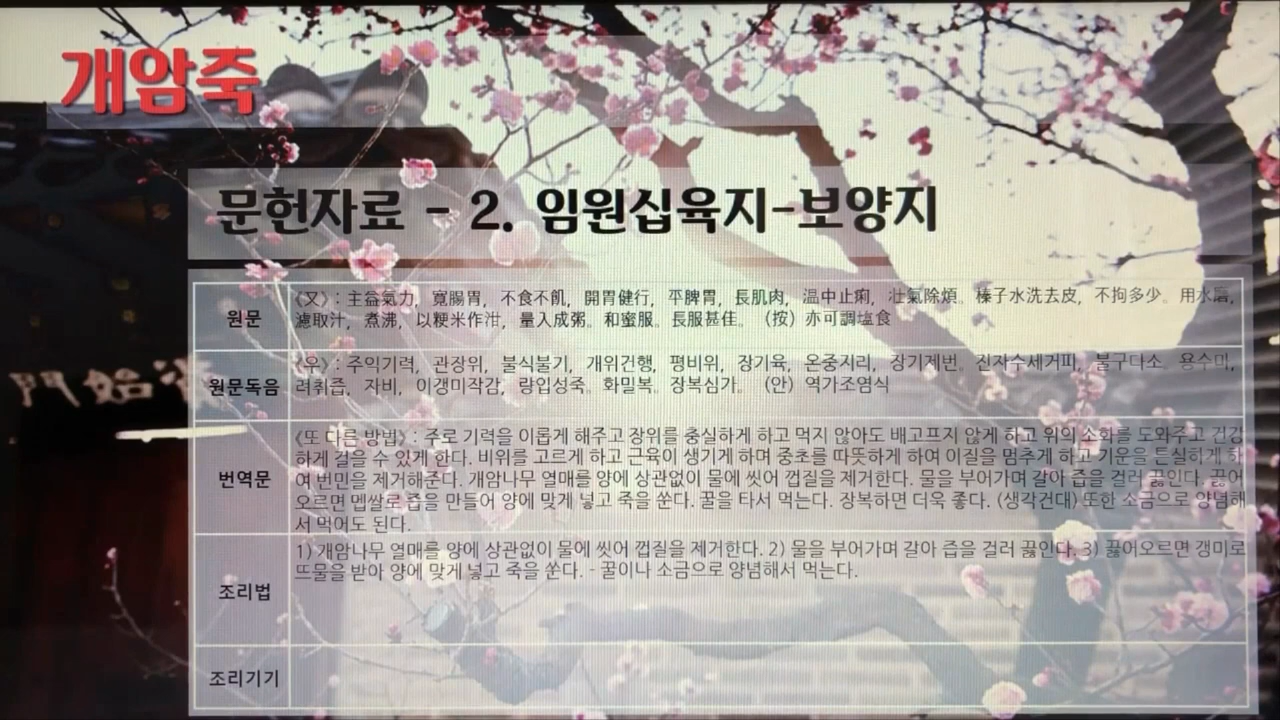 개암죽
문헌자료 - 2. 임원십육지-보양지
원문
《又》: 主益氣力, 寬腸胃, 不食不飢, 開胃健行, 平脾胃, 長肌肉, 温中止痢, 壮氣除煩。榛子水洗去皮, 不拘多少。用水磨,
濾取汁, 煮沸, 以粳米作泔, 量入成粥。和蜜服。長服甚佳。 (按) 亦可調塩食
원문독음
《우》: 주익기력, 관장위, 불식불기, 개위건행, 평비위, 장기육, 온중지리, 장기제번。진자수세거피, 불구다소。용수마,
려취즙, 자비, 이갱미작감, 량입성죽。화밀복。장복심가。 (안) 역가조염식
번역문
《또 다른 방법》: 주로 기력을 이롭게 해주고 장위를 충실하게 하고 먹지 않아도 배고프지 않게 하고 위의 소화를 도와주고 건강
하게 걸을 수 있게 한다. 비위를 고르게 하고 근육이 생기게 하며 중초를 따뜻하게 하여 이질을 멈추게 하고 기운을 튼실하게 하
여 번민을 제거해준다. 개암나무 열매를 양에 상관없이 물에 씻어 껍질을 제거한다. 물을 부어가며 갈아 즙을 걸러 끓인다. 끓어
오르면 멥쌀로 즙을 만들어 양에 맞게 넣고 죽을 쑨다. 꿀을 타서 먹는다. 장복하면 더욱 좋다. (생각건대) 또한 소금으로 양념해
서 먹어도 된다.
조리법
1) 개암나무 열매를 양에 상관없이 물에 씻어 껍질을 제거한다. 2) 물을 부어가며 갈아 즙을 걸러 끓인다. 3) 끓어오르면 갱미로
뜨물을 받아 양에 맞게 넣고 죽을 쑨다. - 꿀이나 소금으로 양념해서 먹는다.
조리기기
門始